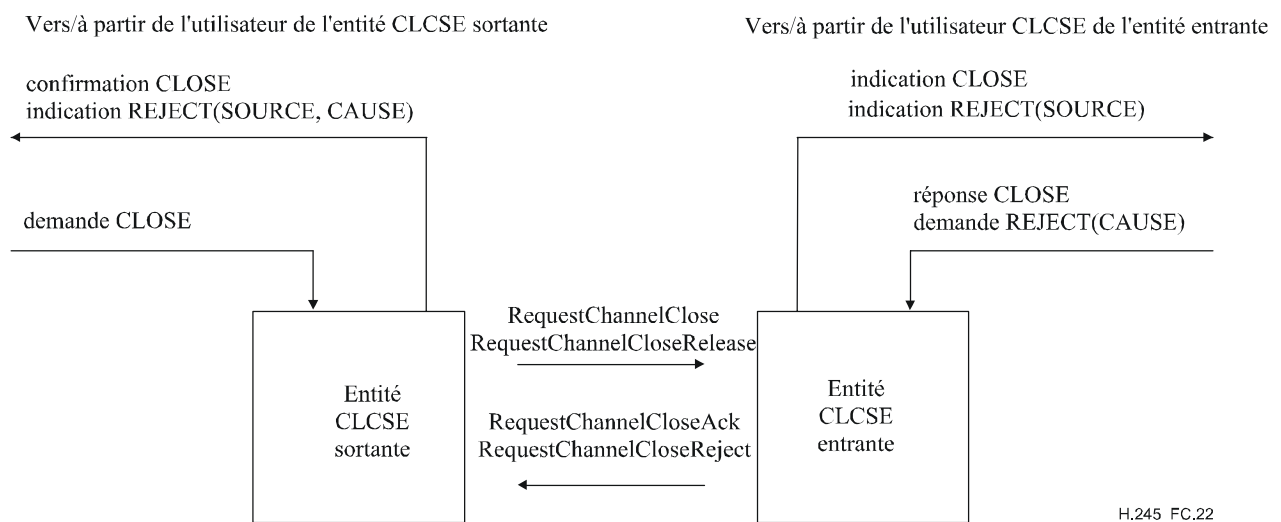 Vers/à partir de l'utilisateur de l'entité CLCSE sortante
Vers/à partir de l'utilisateur CLCSE de l'entité entrante
confirmation CLOSE
indication REJECT(SOURCE, CAUSE)
indication CLOSE
indication REJECT(SOURCE)
demande CLOSE
réponse CLOSE
demande REJECT(CAUSE)
RequestChannelClose
RequestChannelCloseRelease
Entité
CLCSE
sortante
RequestChannelCloseAck
RequestChannelCloseReject
Entité
CLCSE
entrante
H.245_FC.22